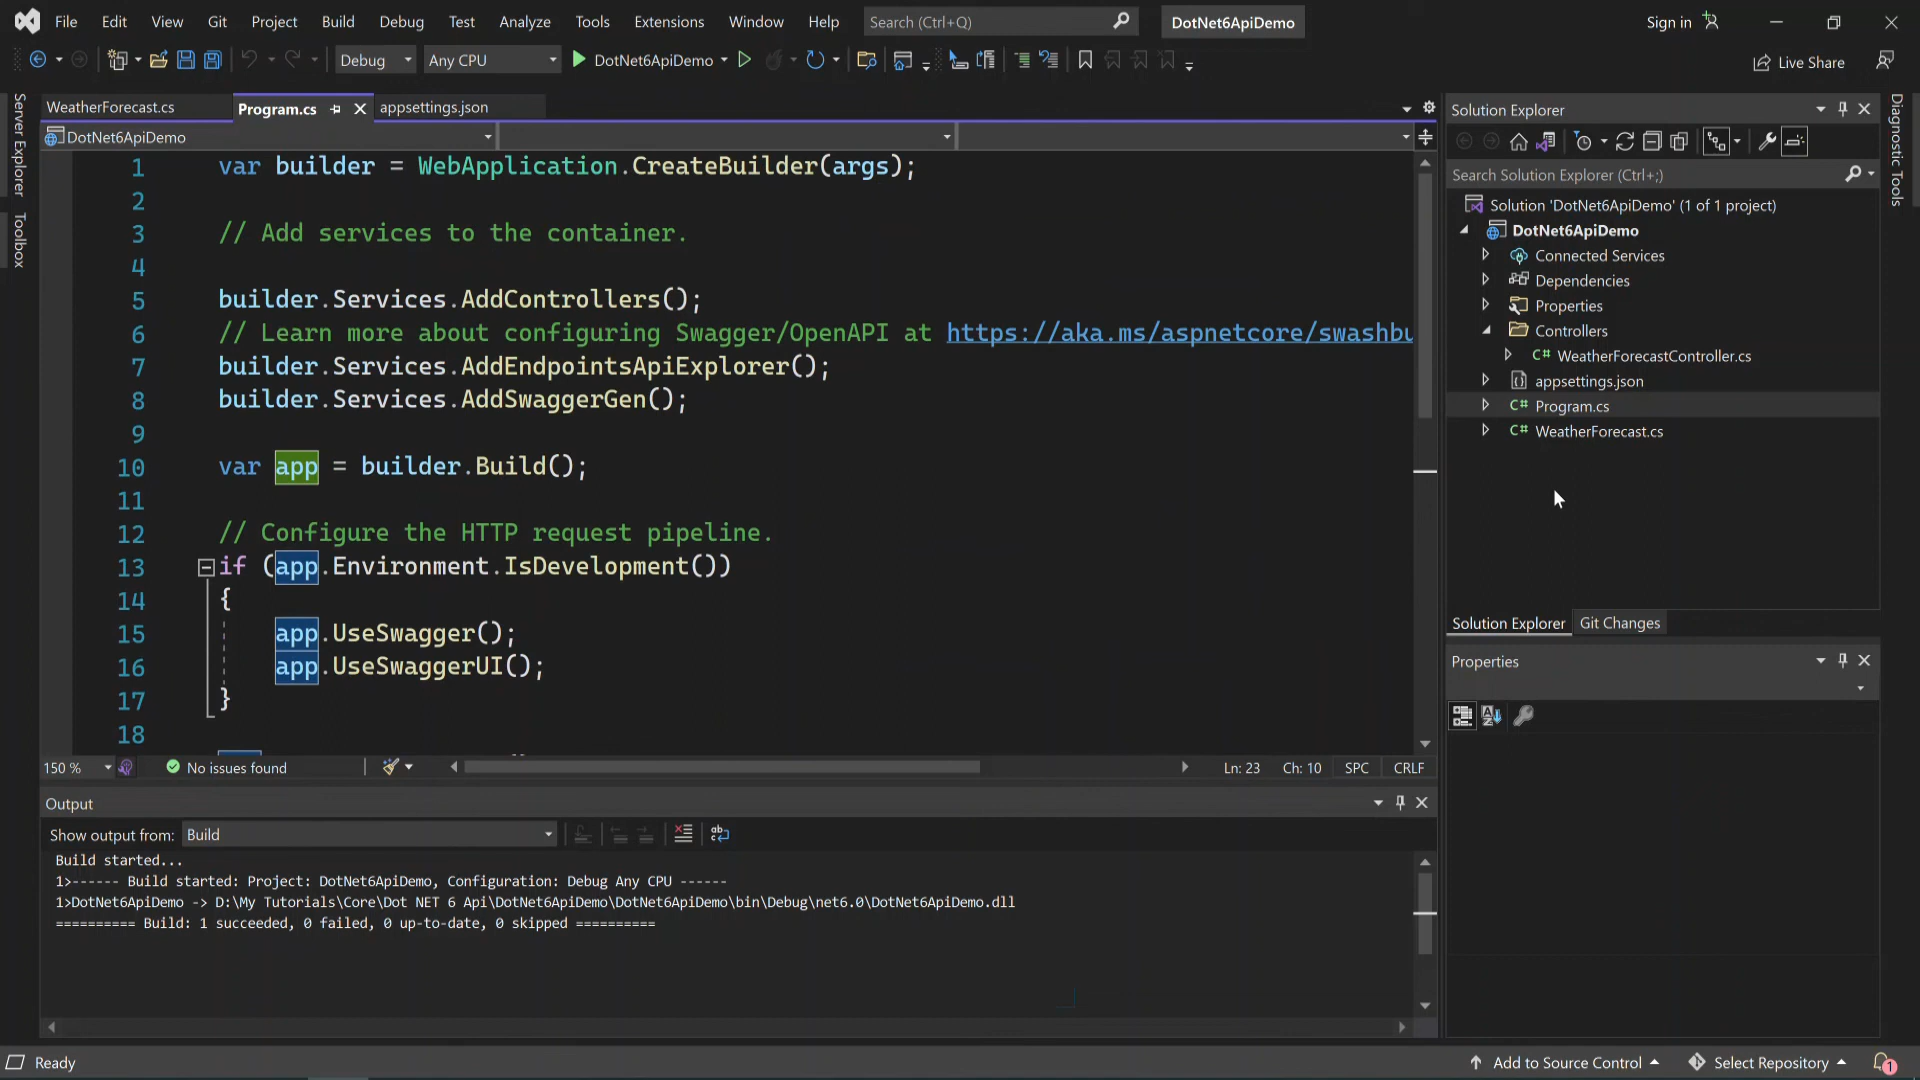 File Edit View Git Project Build Debug Test Analyze Tools Extensions Window Help Search (Ctrl+Q) DotNet6ApiDemo Sign in
Debug Any CPU DotNet6ApiDemo Live Share
Server Explorer
Toolbox
WeatherForecast.cs Program.cs appsettings.json
DotNet6ApiDemo
1 var builder = WebApplication.CreateBuilder(args);
2
3 // Add services to the container.
4
5 builder.Services.AddControllers();
6 // Learn more about configuring Swagger/OpenAPI at https://aka.ms/aspnetcore/swashbu
7 builder.Services.AddEndpointsApiExplorer();
8 builder.Services.AddSwaggerGen();
9
10 var app = builder.Build();
11
12 // Configure the HTTP request pipeline.
13 if (app.Environment.IsDevelopment())
14 {
15 app.UseSwagger();
16 app.UseSwaggerUI();
17 }
18
150 % No issues found Ln: 23 Ch: 10 SPC CRLF
Output
Show output from: Build
Build started...
1>------ Build started: Project: DotNet6ApiDemo, Configuration: Debug Any CPU ------
1>DotNet6ApiDemo -> D:\My Tutorials\Core\Dot NET 6 Api\DotNet6ApiDemo\DotNet6ApiDemo\bin\Debug\net6.0\DotNet6ApiDemo.dll
========== Build: 1 succeeded, 0 failed, 0 up-to-date, 0 skipped ==========
Solution Explorer
Search Solution Explorer (Ctrl+;)
Solution 'DotNet6ApiDemo' (1 of 1 project)
DotNet6ApiDemo
Connected Services
Dependencies
Properties
Controllers
C# WeatherForecastController.cs
appsettings.json
C# Program.cs
C# WeatherForecast.cs
Solution Explorer Git Changes
Properties
Diagnostic Tools
Ready Add to Source Control Select Repository 1